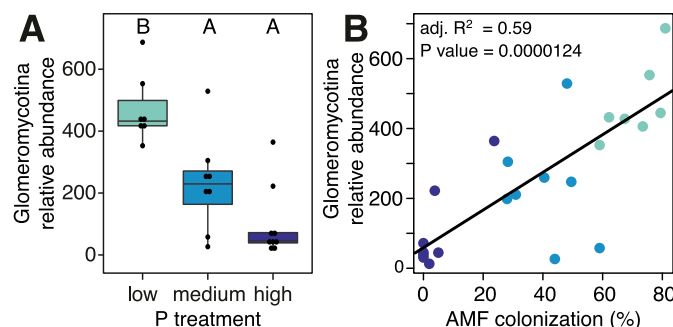 A
B A A
Glomeromycotina
relative abundance
600
400
200
0
low medium high
P treatment
B
adj. R² = 0.59
P value = 0.0000124
Glomeromycotina
relative abundance
600
400
200
0
0 20 40 60 80
AMF colonization (%)